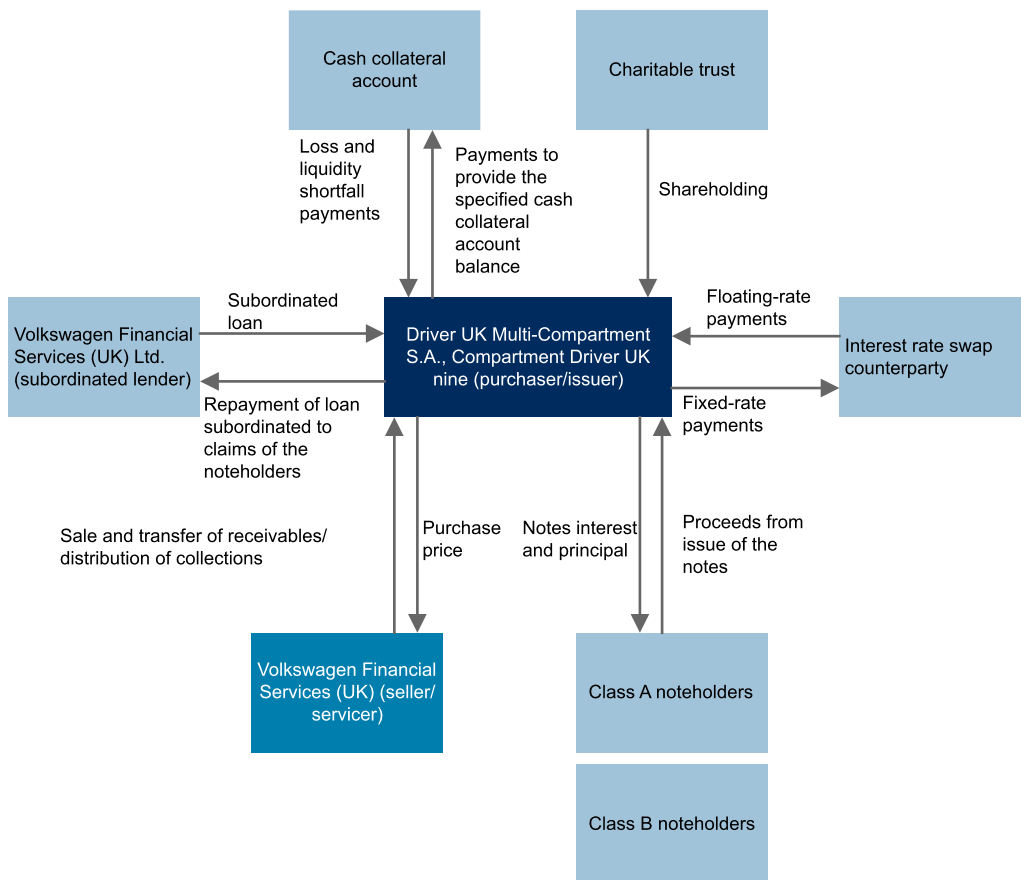 Cash collateral
account
Charitable trust
Loss and
liquidity
shortfall
payments
Payments to
provide the
specified cash
collateral
account
balance
Shareholding
Volkswagen Financial
Services (UK) Ltd.
(subordinated lender)
Subordinated
loan
Driver UK Multi-Compartment
S.A., Compartment Driver UK
nine (purchaser/issuer)
Floating-rate
payments
Interest rate swap
counterparty
Repayment of loan
subordinated to
claims of the
noteholders
Fixed-rate
payments
Sale and transfer of receivables/
distribution of collections
Purchase
price
Notes interest
and principal
Proceeds from
issue of the
notes
Volkswagen Financial
Services (UK) (seller/
servicer)
Class A noteholders
Class B noteholders